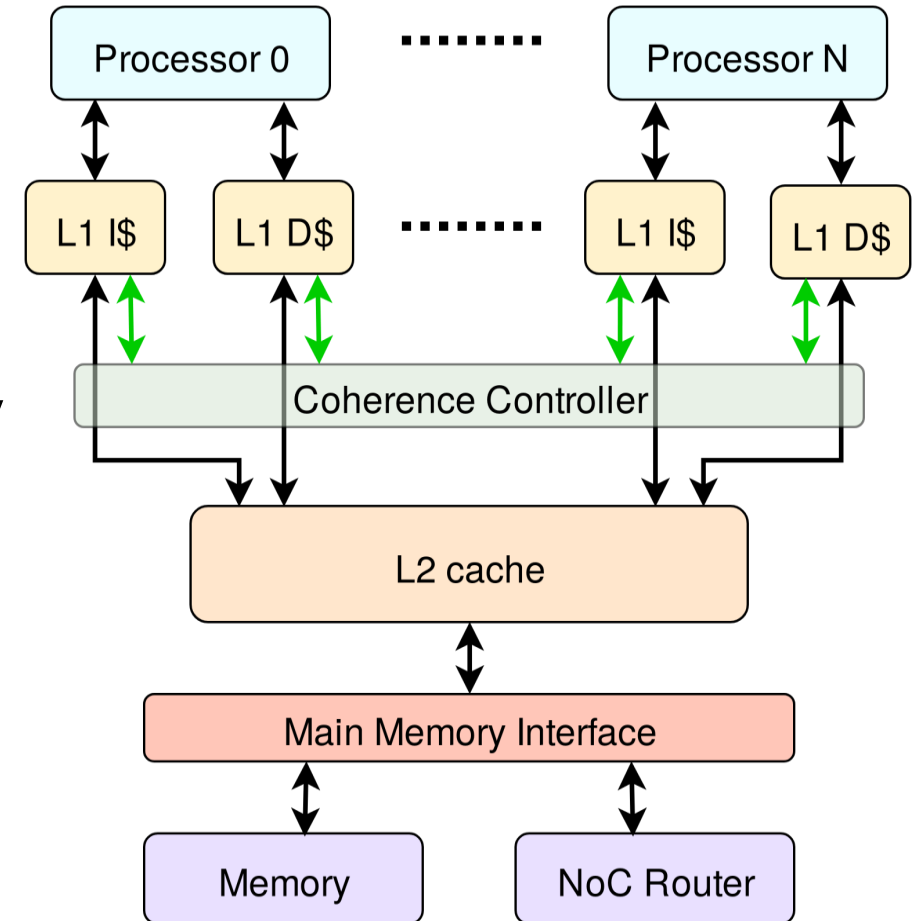 Processor 0
Processor N
L1 I$
L1 D$
L1 I$
L1 D$
Coherence Controller
L2 cache
Main Memory Interface
Memory
NoC Router